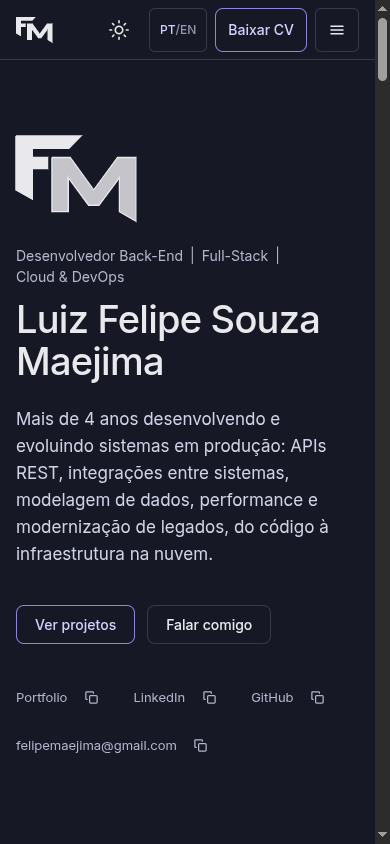 FM
PT/EN
Baixar CV
FM
Desenvolvedor Back-End | Full-Stack |
Cloud & DevOps
Luiz Felipe Souza
Maejima
Mais de 4 anos desenvolvendo e
evoluindo sistemas em produção: APIs
REST, integrações entre sistemas,
modelagem de dados, performance e
modernização de legados, do código à
infraestrutura na nuvem.
Ver projetos
Falar comigo
Portfolio
LinkedIn
GitHub
felipemaejima@gmail.com